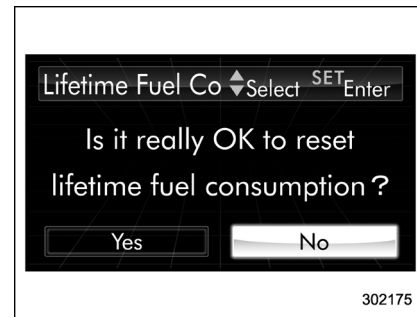 Lifetime Fuel Co Select SET Enter
Is it really OK to reset
lifetime fuel consumption?
Yes No
302175